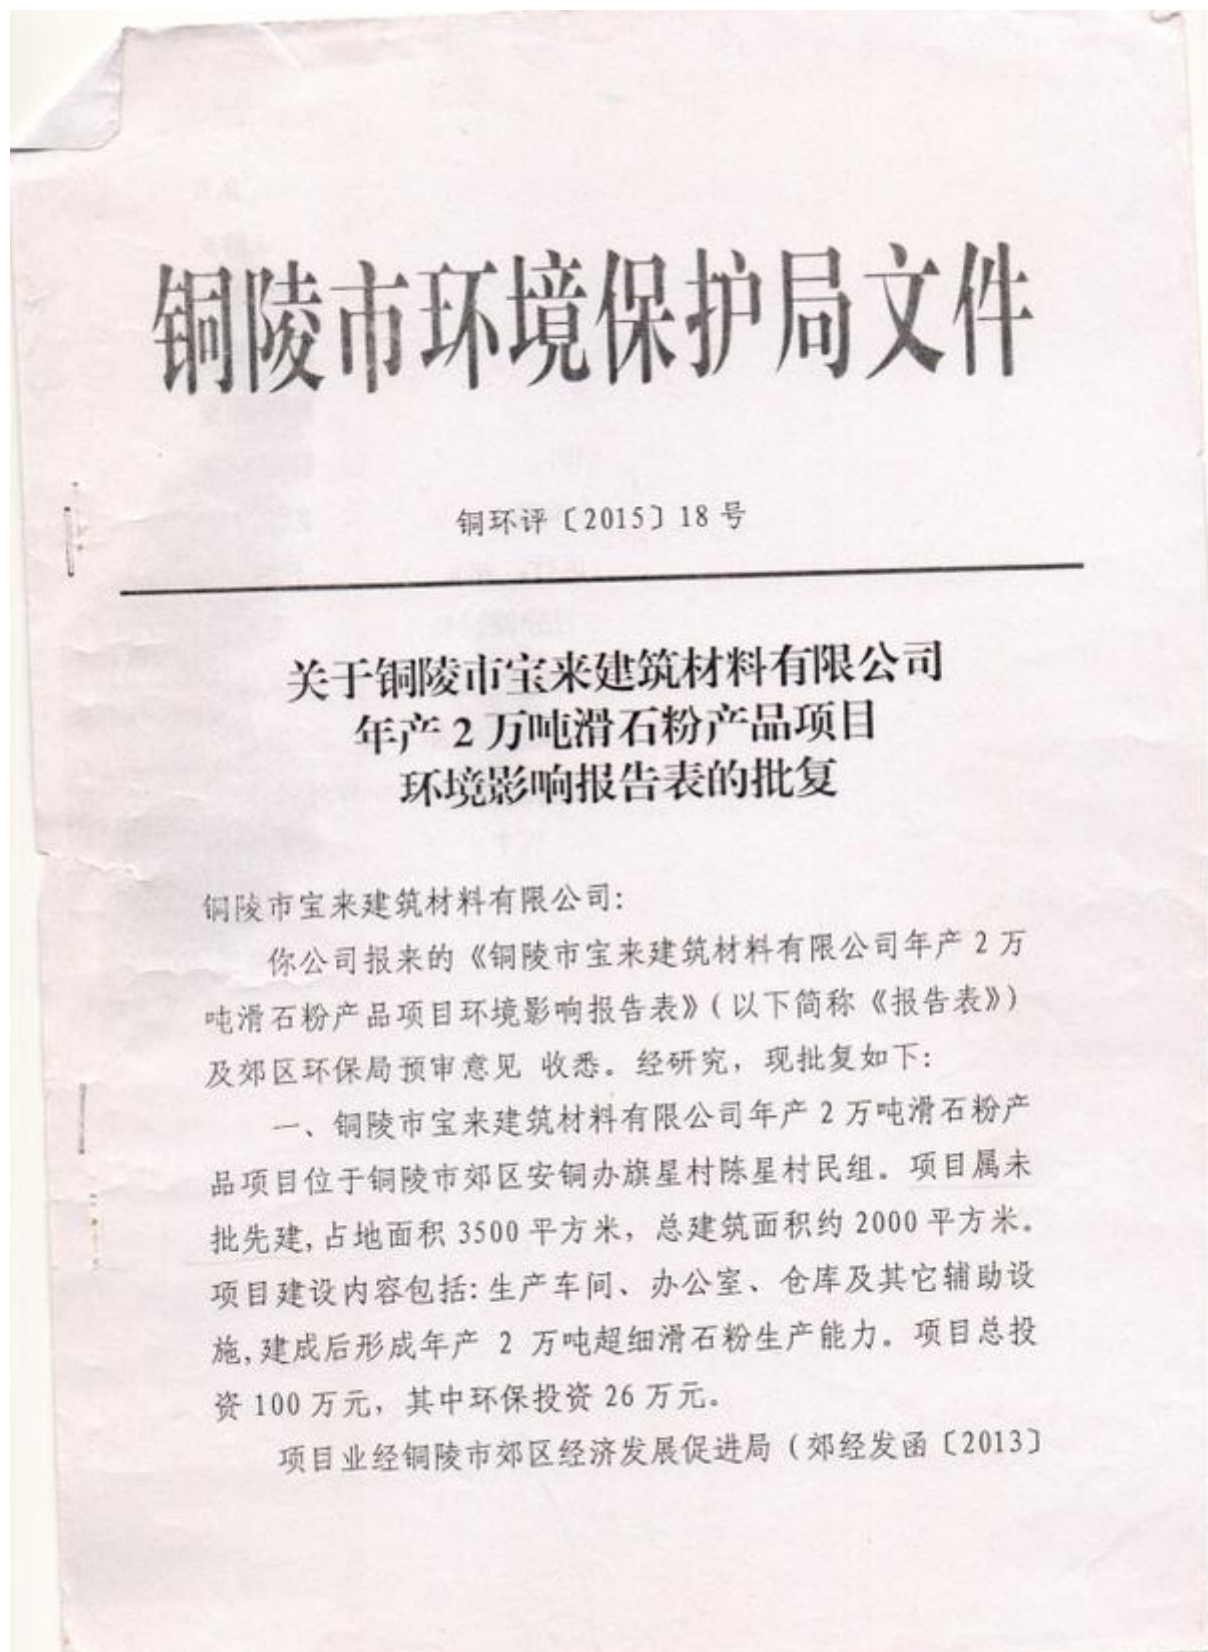 铜陵市环境保护局文件
铜环评〔2015〕18号
关于铜陵市宝来建筑材料有限公司
年产2万吨滑石粉产品项目
环境影响报告表的批复
铜陵市宝来建筑材料有限公司:
你公司报来的《铜陵市宝来建筑材料有限公司年产2万
吨滑石粉产品项目环境影响报告表》(以下简称《报告表》)
及郊区环保局预审意见 收悉。经研究，现批复如下:
一、铜陵市宝来建筑材料有限公司年产2万吨滑石粉产
品项目位于铜陵市郊区安铜办旗星村陈星村民组。项目属未
批先建,占地面积3500平方米，总建筑面积约2000平方米。
项目建设内容包括:生产车间、办公室、仓库及其它辅助设
施,建成后形成年产 2 万吨超细滑石粉生产能力。项目总投
资100万元，其中环保投资26万元。
项目业经铜陵市郊区经济发展促进局（郊经发函〔2013〕